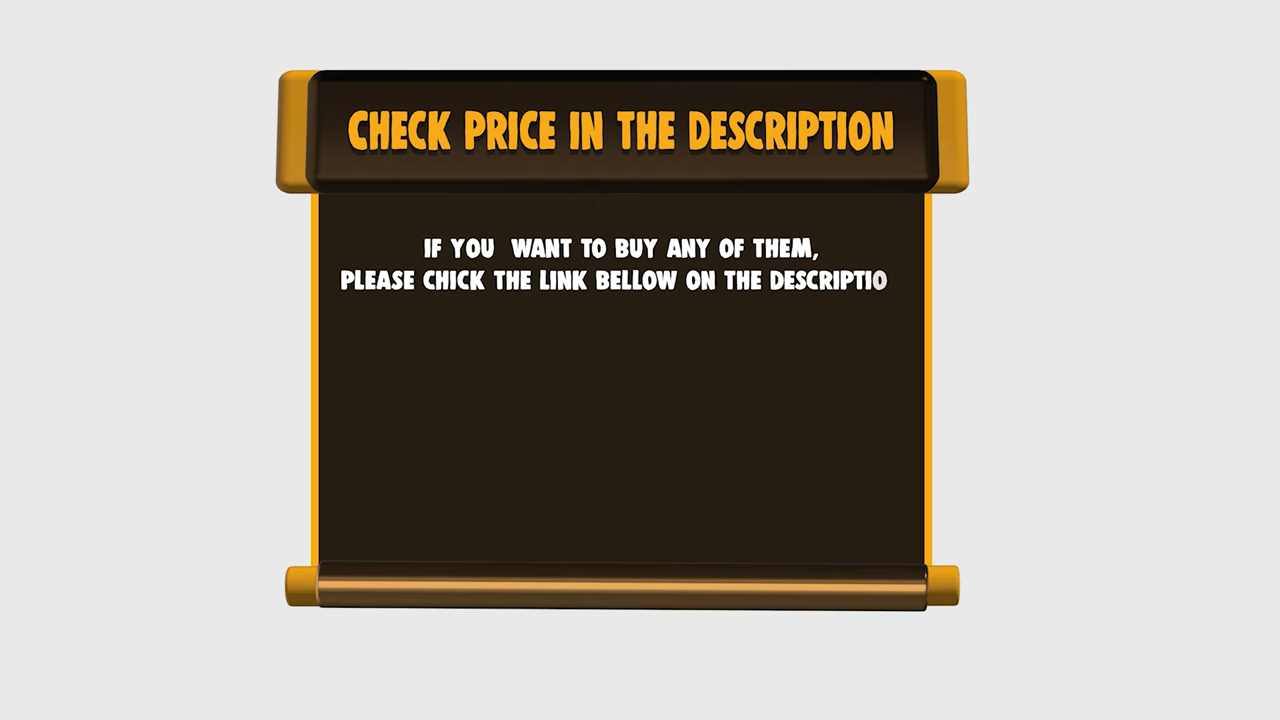 CHECK PRICE IN THE DESCRIPTION
IF YOU WANT TO BUY ANY OF THEM,
PLEASE CHICK THE LINK BELLOW ON THE DESCRIPTIO